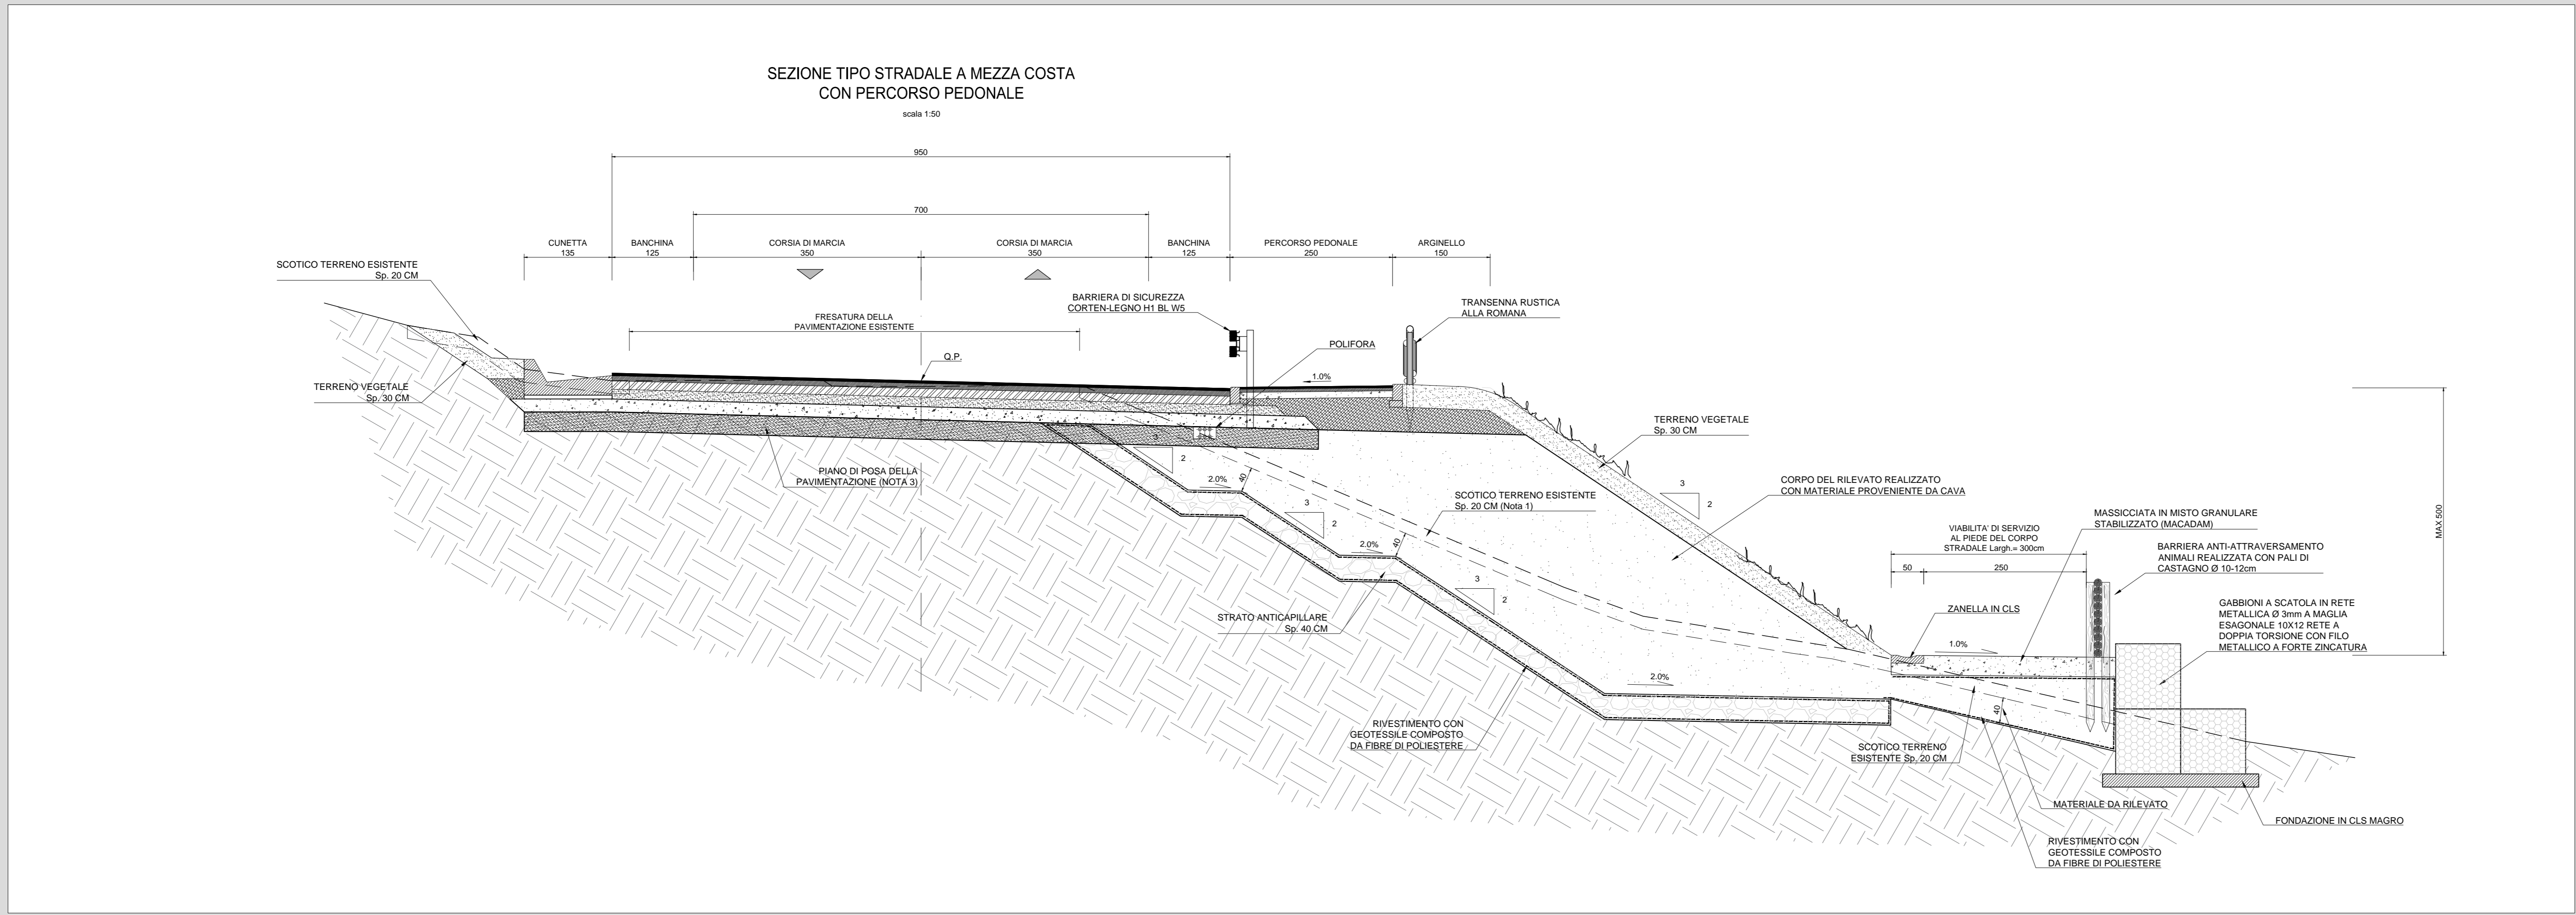 SEZIONE TIPO STRADALE A MEZZA COSTA
CON PERCORSO PEDONALE
scala 1:50
950
700
CUNETTA
135
BANCHINA
125
CORSIA DI MARCIA
350
CORSIA DI MARCIA
350
BANCHINA
125
PERCORSO PEDONALE
250
ARGINELLO
150
SCOTICO TERRENO ESISTENTE
Sp. 20 CM
TERRENO VEGETALE
Sp. 30 CM
FRESATURA DELLA
PAVIMENTAZIONE ESISTENTE
Q.P.
BARRIERA DI SICUREZZA
CORTEN-LEGNO H1 BL W5
TRANSENNA RUSTICA
ALLA ROMANA
POLIFORA
1.0%
PIANO DI POSA DELLA
PAVIMENTAZIONE (NOTA 3)
3
2
2.0%
40
3
2
2.0%
40
3
2
2.0%
SCOTICO TERRENO ESISTENTE
Sp. 20 CM (Nota 1)
STRATO ANTICAPILLARE
Sp. 40 CM
RIVESTIMENTO CON
GEOTESSILE COMPOSTO
DA FIBRE DI POLIESTERE
TERRENO VEGETALE
Sp. 30 CM
3
2
CORPO DEL RILEVATO REALIZZATO
CON MATERIALE PROVENIENTE DA CAVA
VIABILITA' DI SERVIZIO
AL PIEDE DEL CORPO
STRADALE Largh.= 300cm
50
250
MASSICCIATA IN MISTO GRANULARE
STABILIZZATO (MACADAM)
BARRIERA ANTI-ATTRAVERSAMENTO
ANIMALI REALIZZATA CON PALI DI
CASTAGNO Ø 10-12cm
ZANELLA IN CLS
1.0%
GABBIONI A SCATOLA IN RETE
METALLICA Ø 3mm A MAGLIA
ESAGONALE 10X12 RETE A
DOPPIA TORSIONE CON FILO
METALLICO A FORTE ZINCATURA
MAX 500
40
SCOTICO TERRENO
ESISTENTE Sp. 20 CM
MATERIALE DA RILEVATO
FONDAZIONE IN CLS MAGRO
RIVESTIMENTO CON
GEOTESSILE COMPOSTO
DA FIBRE DI POLIESTERE